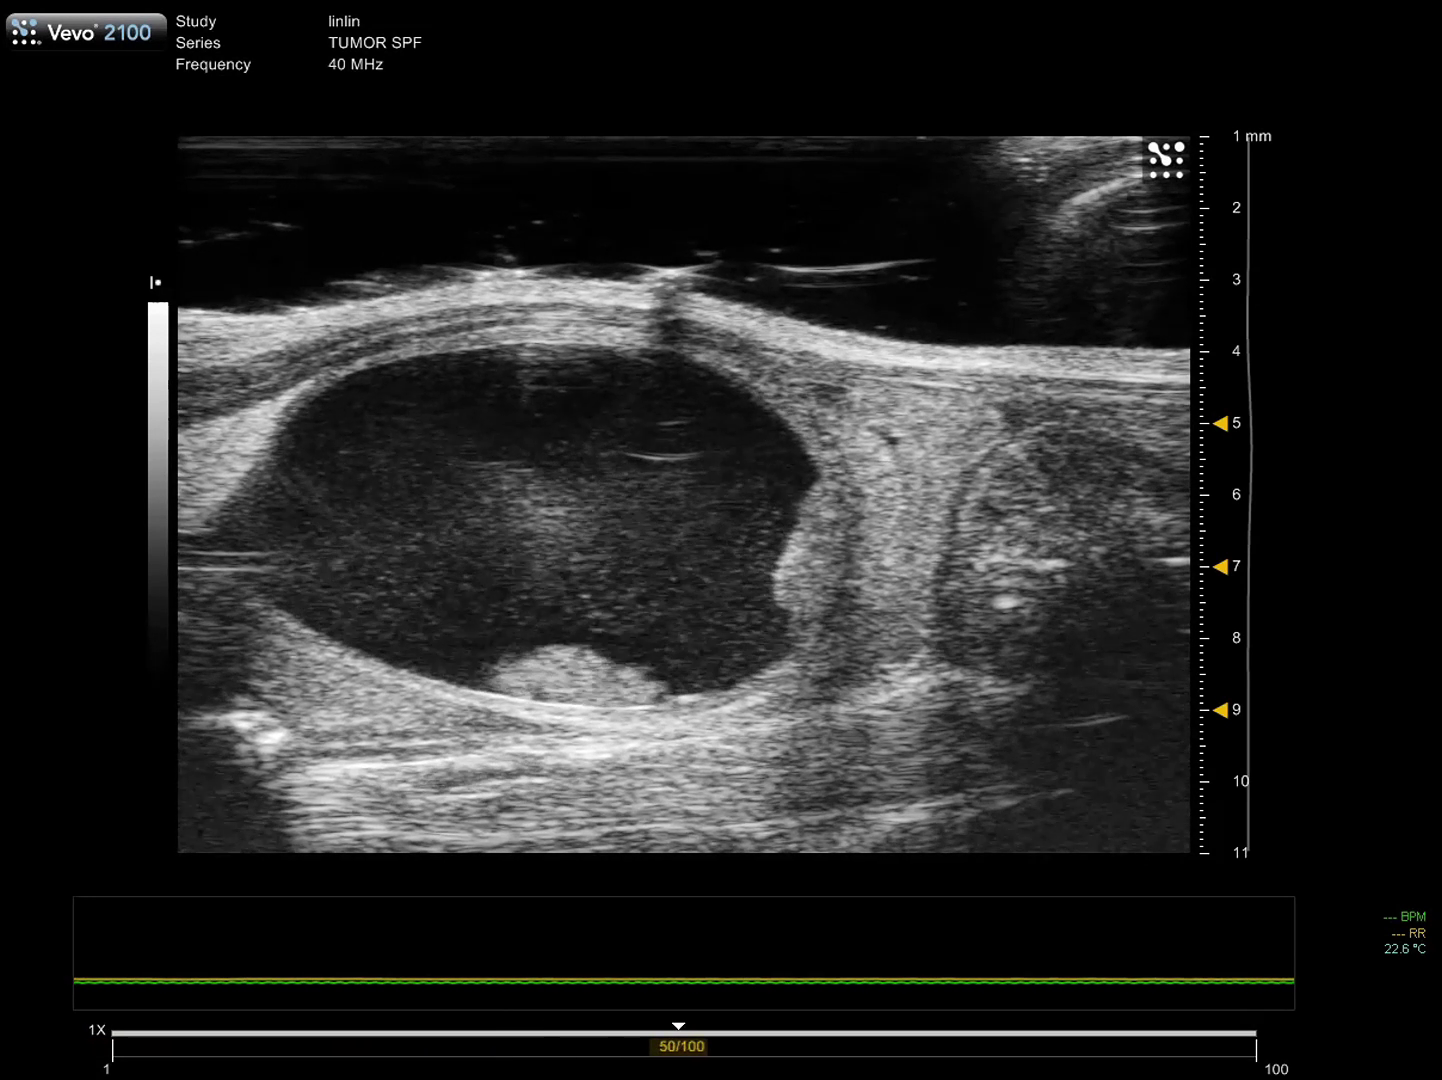 Vevo® 2100
Study linlin
Series TUMOR SPF
Frequency 40 MHz
1 mm
2
3
4
5
6
7
8
9
10
11
--- BPM
--- RR
22.6 °C
1X
50/100
1 100